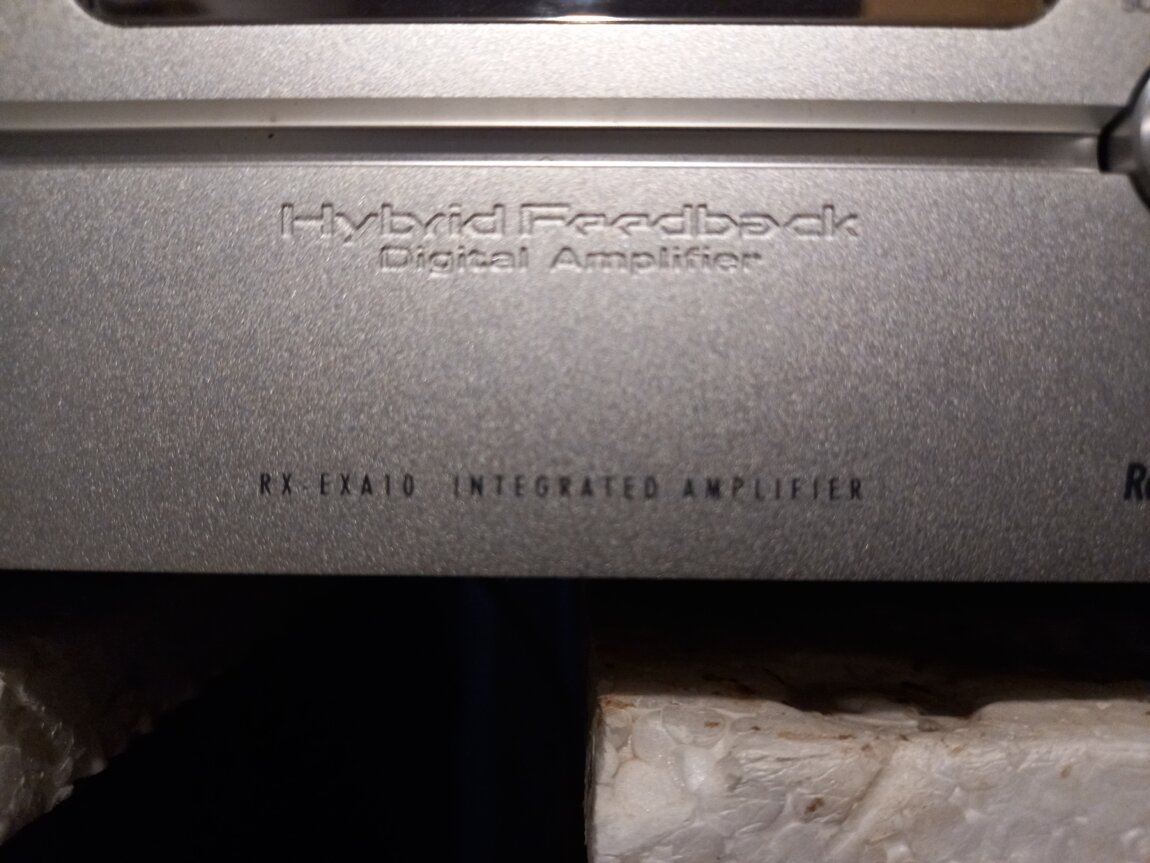 Hybrid Feedback
Digital Amplifier
RX-EXA10 INTEGRATED AMPLIFIER